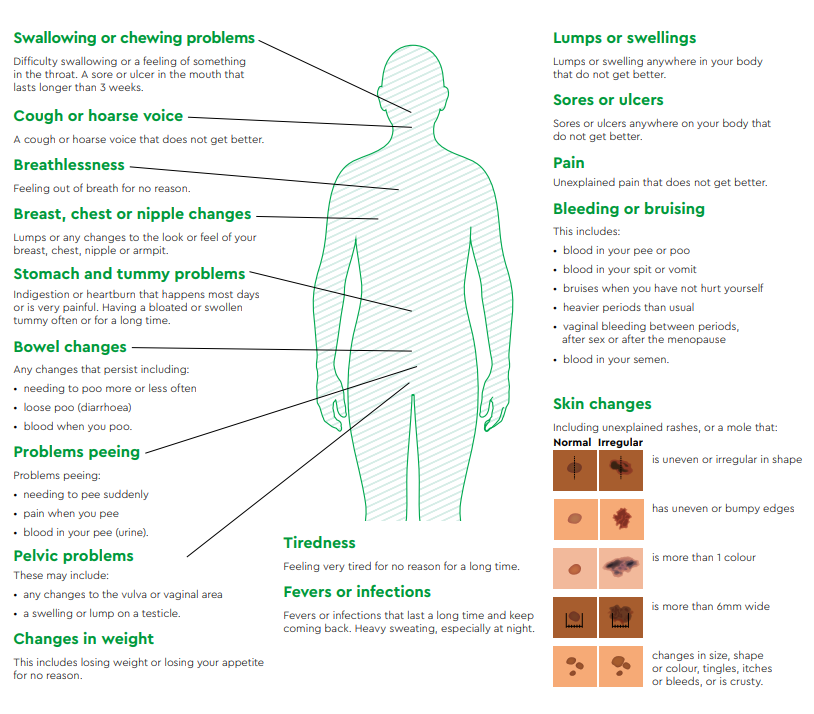 Swallowing or chewing problems
Difficulty swallowing or a feeling of something
in the throat. A sore or ulcer in the mouth that
lasts longer than 3 weeks.
Cough or hoarse voice
A cough or hoarse voice that does not get better.
Breathlessness
Feeling out of breath for no reason.
Breast, chest or nipple changes
Lumps or any changes to the look or feel of your
breast, chest, nipple or armpit.
Stomach and tummy problems
Indigestion or heartburn that happens most days
or is very painful. Having a bloated or swollen
tummy often or for a long time.
Bowel changes
Any changes that persist including:
• needing to poo more or less often
• loose poo (diarrhoea)
• blood when you poo.
Problems peeing
Problems peeing:
• needing to pee suddenly
• pain when you pee
• blood in your pee (urine).
Pelvic problems
These may include:
• any changes to the vulva or vaginal area
• a swelling or lump on a testicle.
Changes in weight
This includes losing weight or losing your appetite
for no reason.
Tiredness
Feeling very tired for no reason for a long time.
Fevers or infections
Fevers or infections that last a long time and keep
coming back. Heavy sweating, especially at night.
Lumps or swellings
Lumps or swelling anywhere in your body
that do not get better.
Sores or ulcers
Sores or ulcers anywhere on your body that
do not get better.
Pain
Unexplained pain that does not get better.
Bleeding or bruising
This includes:
• blood in your pee or poo
• blood in your spit or vomit
• bruises when you have not hurt yourself
• heavier periods than usual
• vaginal bleeding between periods,
after sex or after the menopause
• blood in your semen.
Skin changes
Including unexplained rashes, or a mole that:
Normal Irregular
is uneven or irregular in shape
has uneven or bumpy edges
is more than 1 colour
is more than 6mm wide
changes in size, shape
or colour, tingles, itches
or bleeds, or is crusty.